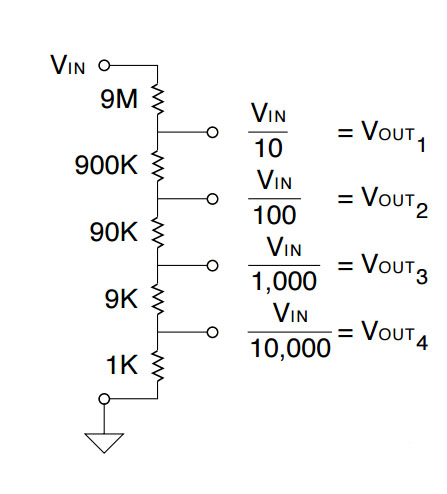 VIN
9M
VIN
10
= VOUT1
900K
VIN
100
= VOUT2
90K
VIN
1,000
= VOUT3
9K
VIN
10,000
= VOUT4
1K